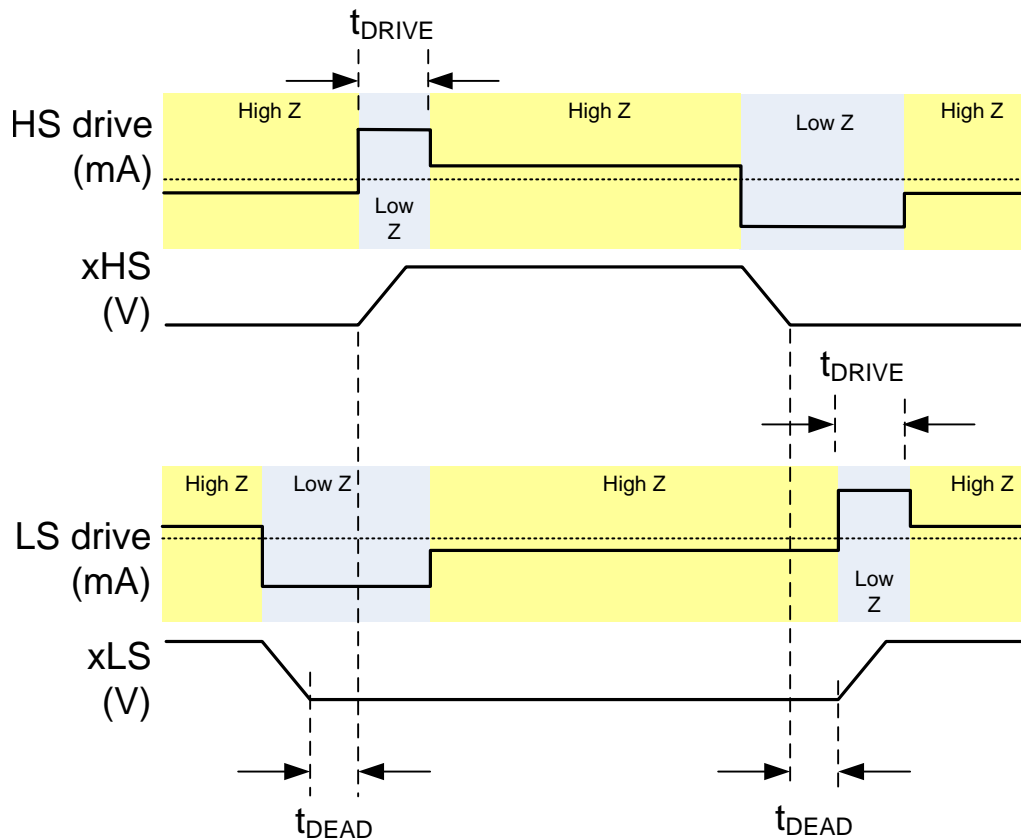 tDRIVE
High Z
High Z
Low Z
High Z
HS drive
(mA)
Low
Z
xHS
(V)
tDRIVE
High Z
Low Z
High Z
High Z
LS drive
(mA)
Low
Z
xLS
(V)
tDEAD
tDEAD